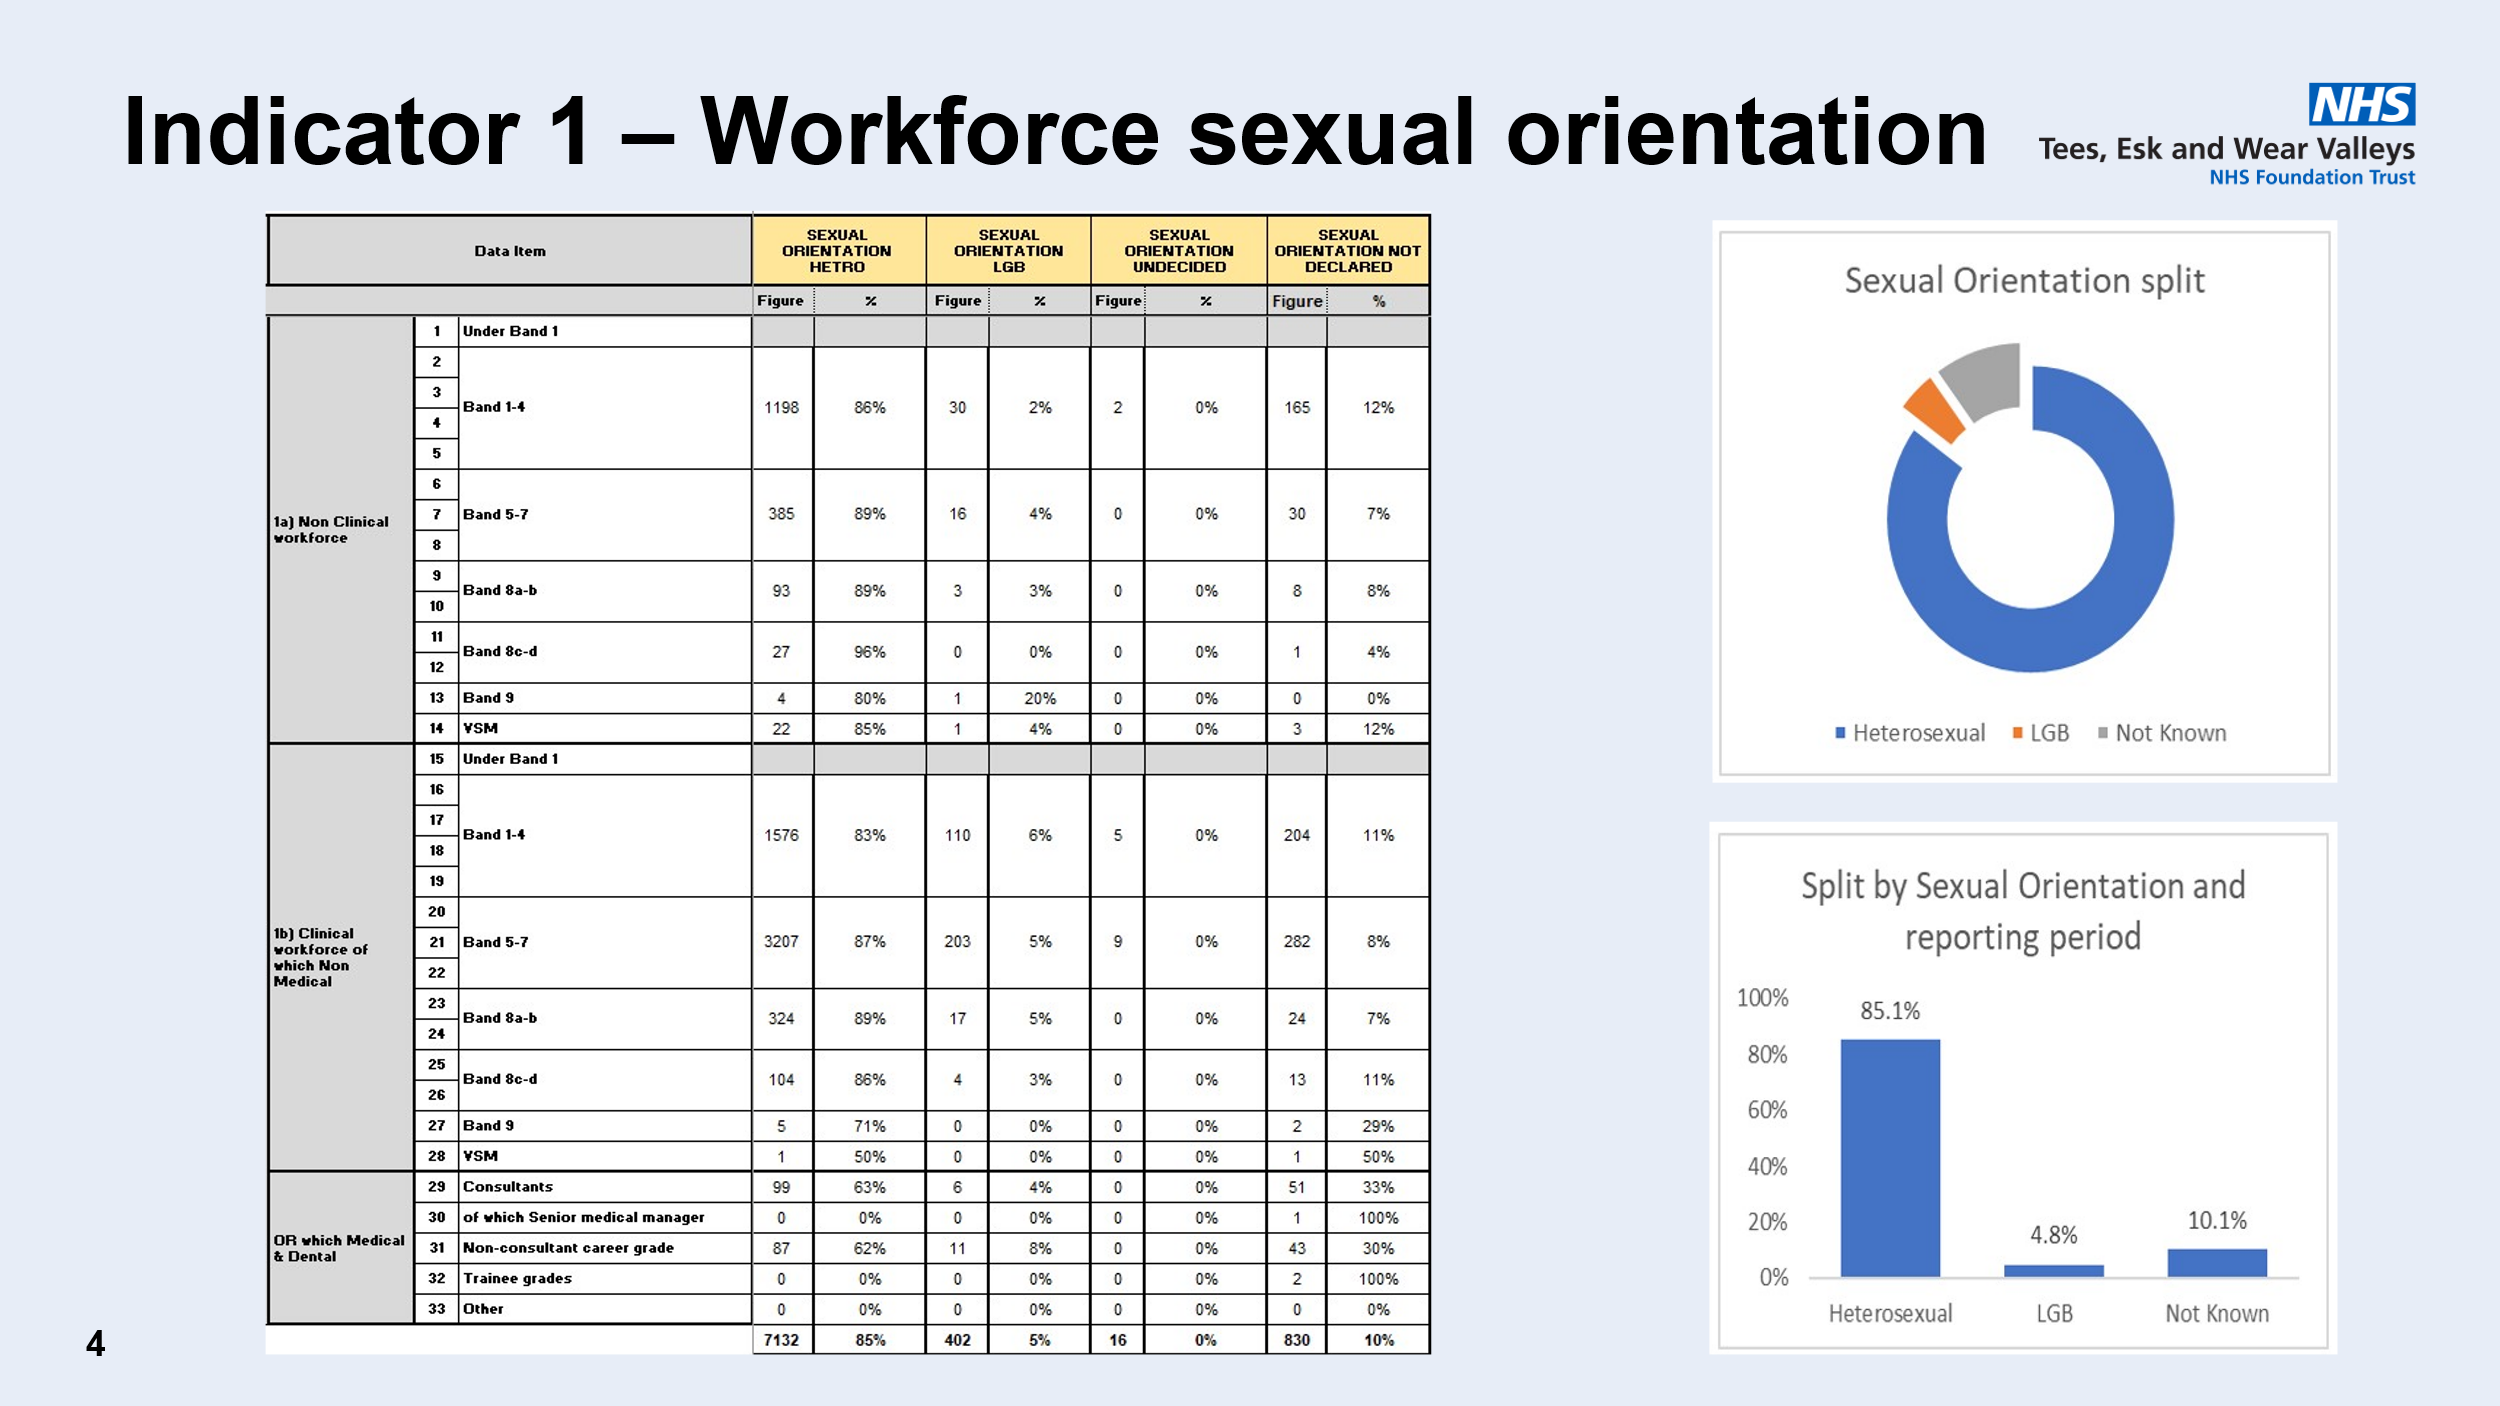 Indicator 1 – Workforce sexual orientation
NHS
Tees, Esk and Wear Valleys
NHS Foundation Trust
Data Item
SEXUAL ORIENTATION HETRO
SEXUAL ORIENTATION LGB
SEXUAL ORIENTATION UNDECIDED
SEXUAL ORIENTATION NOT DECLARED
Figure % Figure % Figure % Figure %
1a) Non Clinical workforce
1 Under Band 1
2
3
4
5
Band 1-4 1198 86% 30 2% 2 0% 165 12%
6
7
8
Band 5-7 385 89% 16 4% 0 0% 30 7%
9
10
Band 8a-b 93 89% 3 3% 0 0% 8 8%
11
12
Band 8c-d 27 96% 0 0% 0 0% 1 4%
13 Band 9 4 80% 1 20% 0 0% 0 0%
14 VSM 22 85% 1 4% 0 0% 3 12%
1b) Clinical workforce of which Non Medical
15 Under Band 1
16
17
18
19
Band 1-4 1576 83% 110 6% 5 0% 204 11%
20
21
22
Band 5-7 3207 87% 203 5% 9 0% 282 8%
23
24
Band 8a-b 324 89% 17 5% 0 0% 24 7%
25
26
Band 8c-d 104 86% 4 3% 0 0% 13 11%
27 Band 9 5 71% 0 0% 0 0% 2 29%
28 VSM 1 50% 0 0% 0 0% 1 50%
OR which Medical & Dental
29 Consultants 99 63% 6 4% 0 0% 51 33%
30 of which Senior medical manager 0 0% 0 0% 0 0% 1 100%
31 Non-consultant career grade 87 62% 11 8% 0 0% 43 30%
32 Trainee grades 0 0% 0 0% 0 0% 2 100%
33 Other 0 0% 0 0% 0 0% 0 0%
7132 85% 402 5% 16 0% 830 10%
Sexual Orientation split
Heterosexual LGB Not Known
Split by Sexual Orientation and
reporting period
100%
80%
60%
40%
20%
0%
85.1%
4.8%
10.1%
Heterosexual LGB Not Known
4